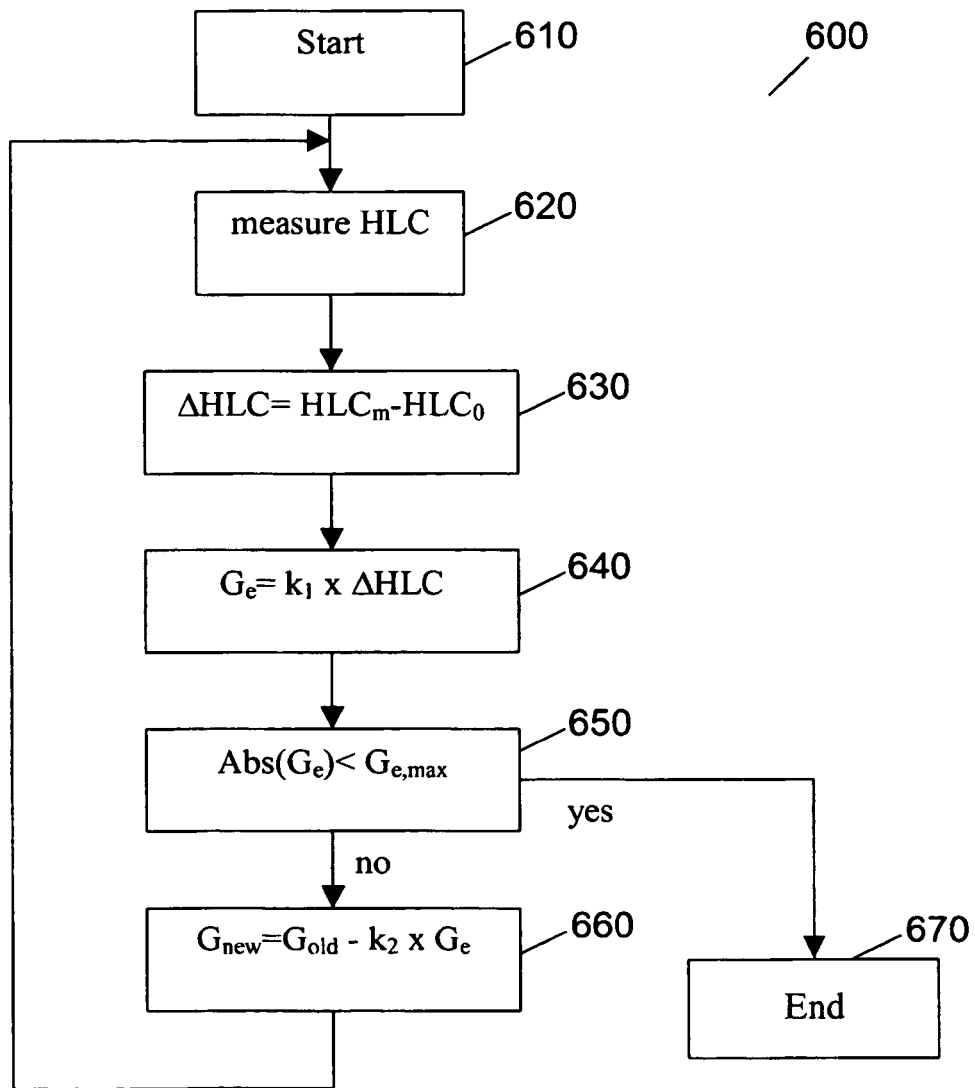 Start
610
600
measure HLC
620
ΔHLC= HLCₘ-HLC₀
630
Gₑ= k₁ x ΔHLC
640
Abs(Gₑ)< Gₑ,ₘₐₓ
650
yes
no
Gnew=Gold - k₂ x Gₑ
660
670
End